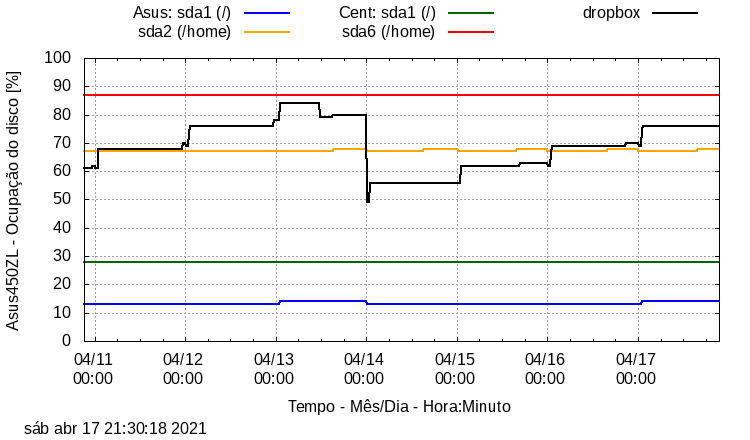 Asus: sda1 (/) Cent: sda1 (/) dropbox
sda2 (/home) sda6 (/home)
100
90
80
70
60
50
40
30
20
10
0
Asus450ZL - Ocupação do disco [%]
04/11 04/12 04/13 04/14 04/15 04/16 04/17
00:00 00:00 00:00 00:00 00:00 00:00 00:00
Tempo - Mês/Dia - Hora:Minuto
sáb abr 17 21:30:18 2021